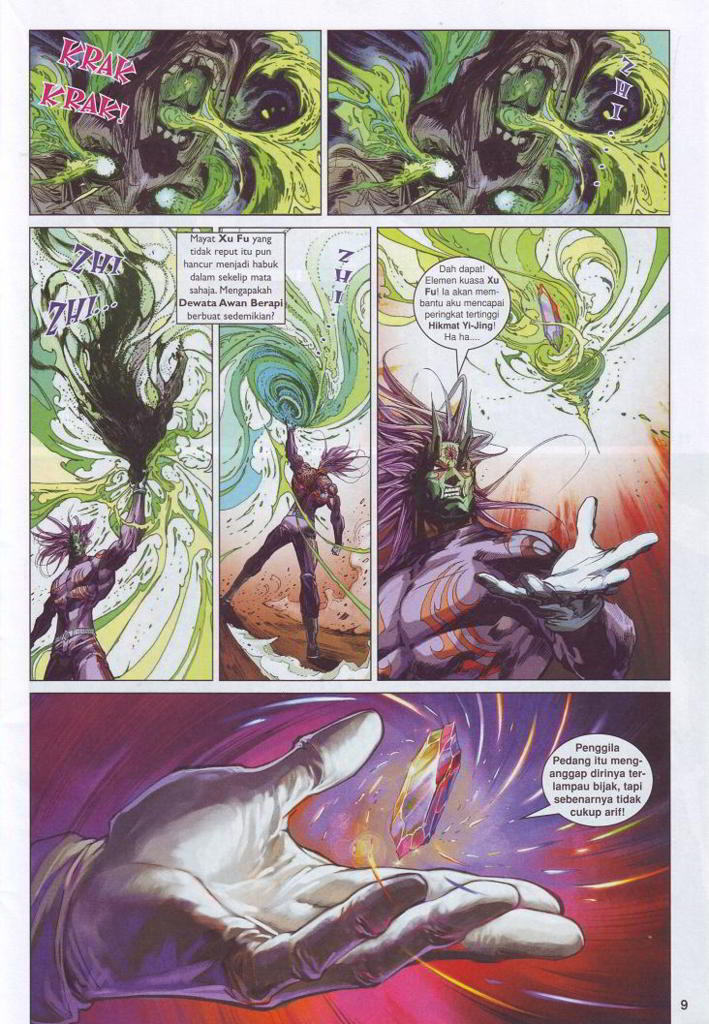 KRAK
KRAK!
ZHI....
ZHI
ZHI...
Mayat Xu Fu yang
tidak reput itu pun
hancur menjadi habuk
dalam sekelip mata
sahaja. Mengapakah
Dewata Awan Berapi
berbuat sedemikian?
ZHI
Dah dapat!
Elemen kuasa Xu
Fu! Ia akan mem-
bantu aku mencapai
peringkat tertinggi
Hikmat Yi-Jing!
Ha ha....
Penggila
Pedang itu meng-
anggap dirinya ter-
lampau bijak, tapi
sebenarnya tidak
cukup arif!
9